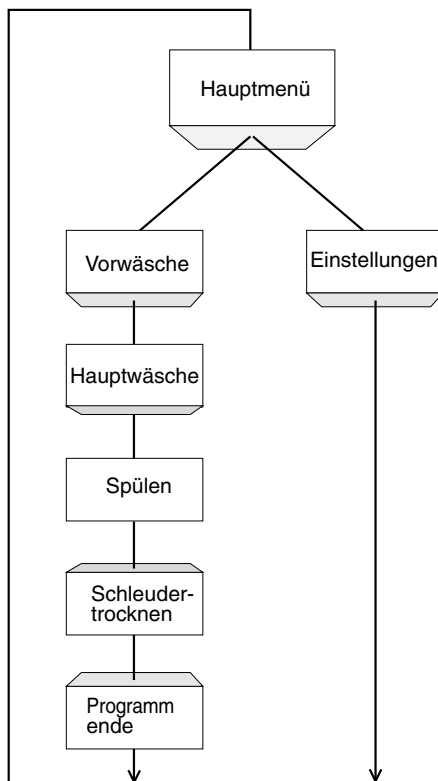 Hauptmenü
Vorwäsche
Einstellungen
Hauptwäsche
Spülen
Schleuder-
trocknen
Programm
ende